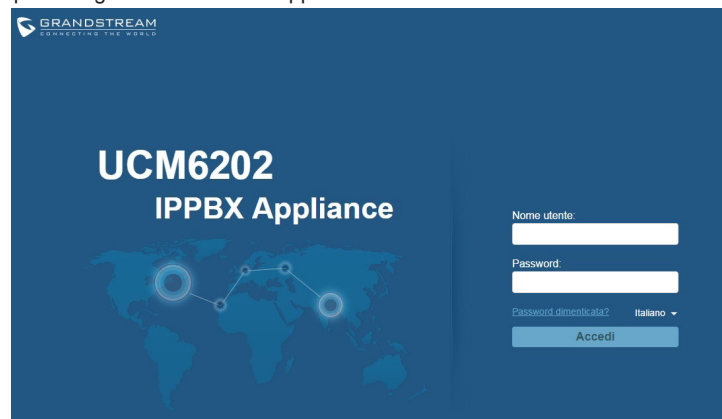 GRANDSTREAM
CONNECTING THE WORLD
UCM6202
IPPBX Appliance
Nome utente:
Password:
Password dimenticata?
Italiano
Accedi